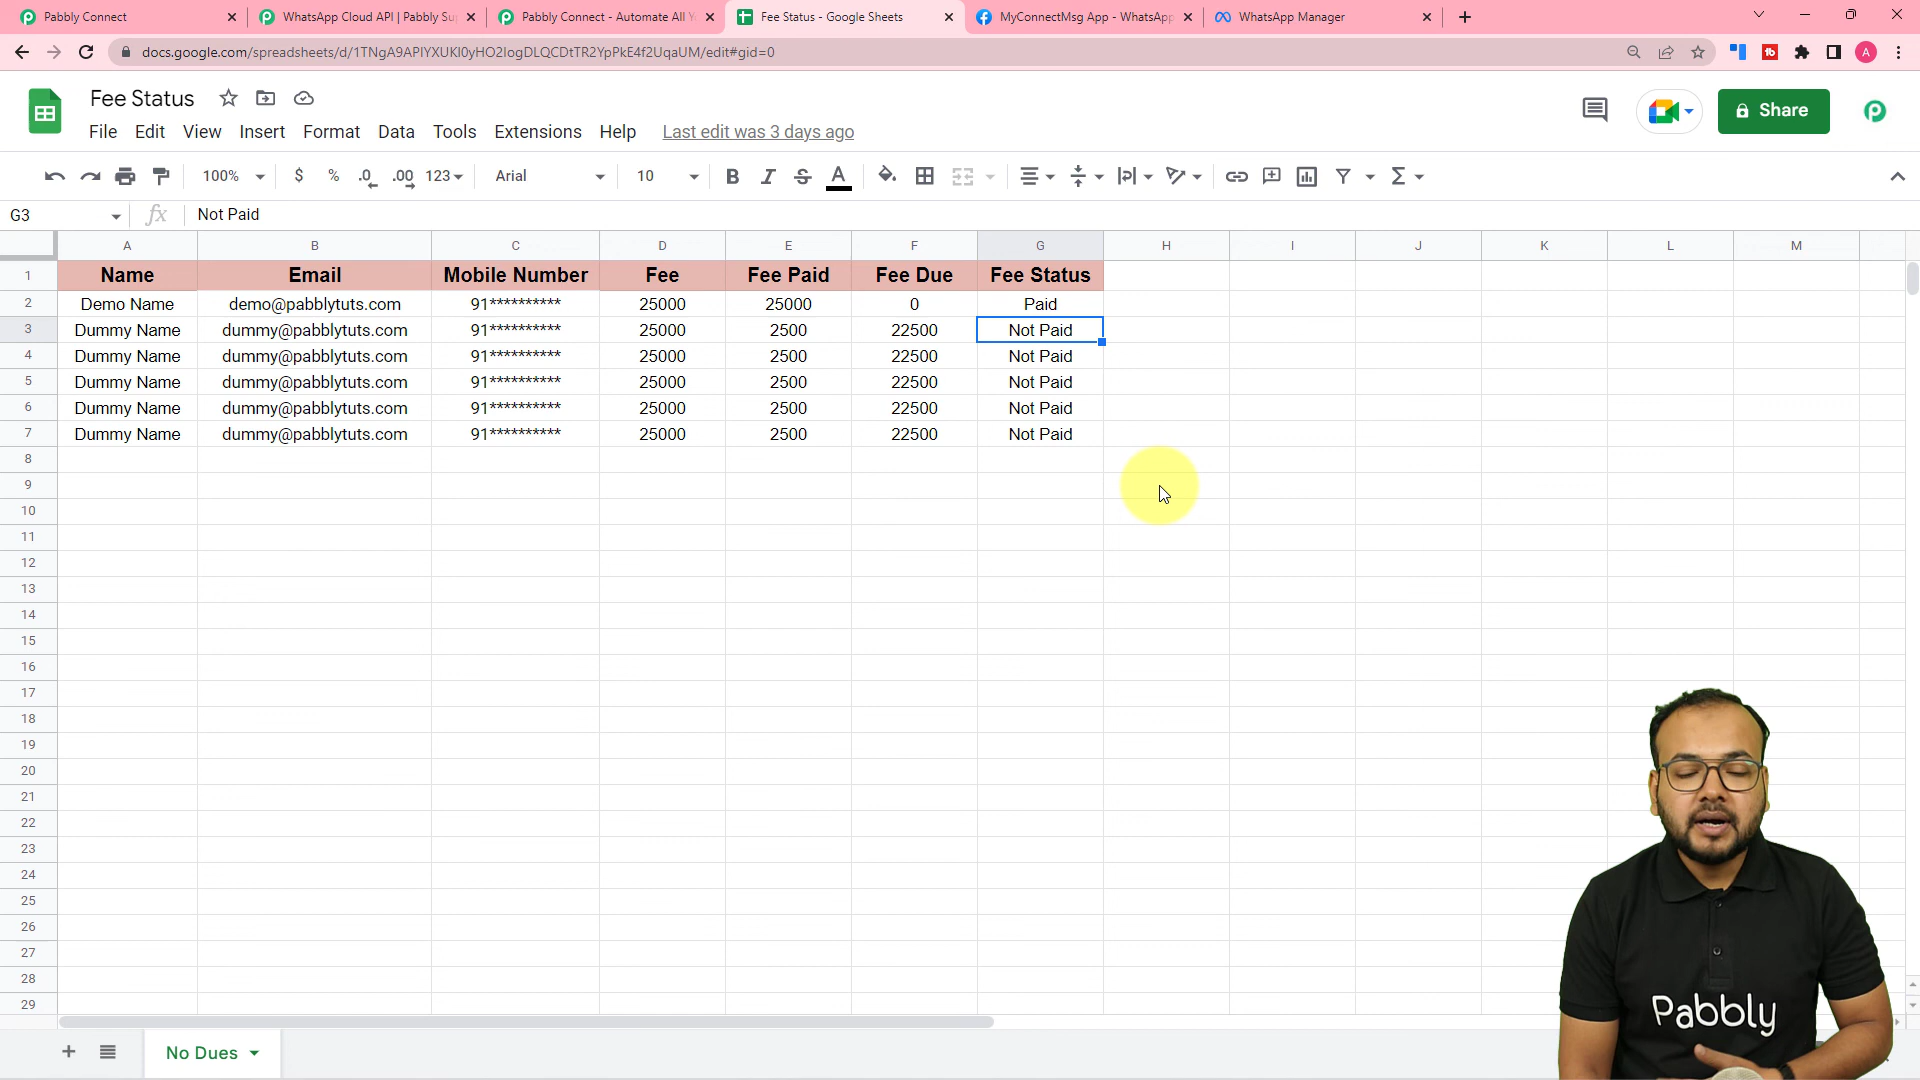 Pabbly Connect
WhatsApp Cloud API | Pabbly Su
Pabbly Connect - Automate All Y
Fee Status - Google Sheets
MyConnectMsg App - WhatsApp
WhatsApp Manager
docs.google.com/spreadsheets/d/1TNgA9APIYXUKI0yHO2IogDLQCDtTR2YpPkE4f2UqaUM/edit#gid=0
A
Fee Status
File Edit View Insert Format Data Tools Extensions Help Last edit was 3 days ago
Share
100% $ % .0 .00 123 Arial 10 B I S A
G3 fx Not Paid
A B C D E F G H I J K L M
1 Name Email Mobile Number Fee Fee Paid Fee Due Fee Status
2 Demo Name demo@pabblytuts.com 91********** 25000 25000 0 Paid
3 Dummy Name dummy@pabblytuts.com 91********** 25000 2500 22500 Not Paid
4 Dummy Name dummy@pabblytuts.com 91********** 25000 2500 22500 Not Paid
5 Dummy Name dummy@pabblytuts.com 91********** 25000 2500 22500 Not Paid
6 Dummy Name dummy@pabblytuts.com 91********** 25000 2500 22500 Not Paid
7 Dummy Name dummy@pabblytuts.com 91********** 25000 2500 22500 Not Paid
8
9
10
11
12
13
14
15
16
17
18
19
20
21
22
23
24
25
26
27
28
29
Pabbly
No Dues